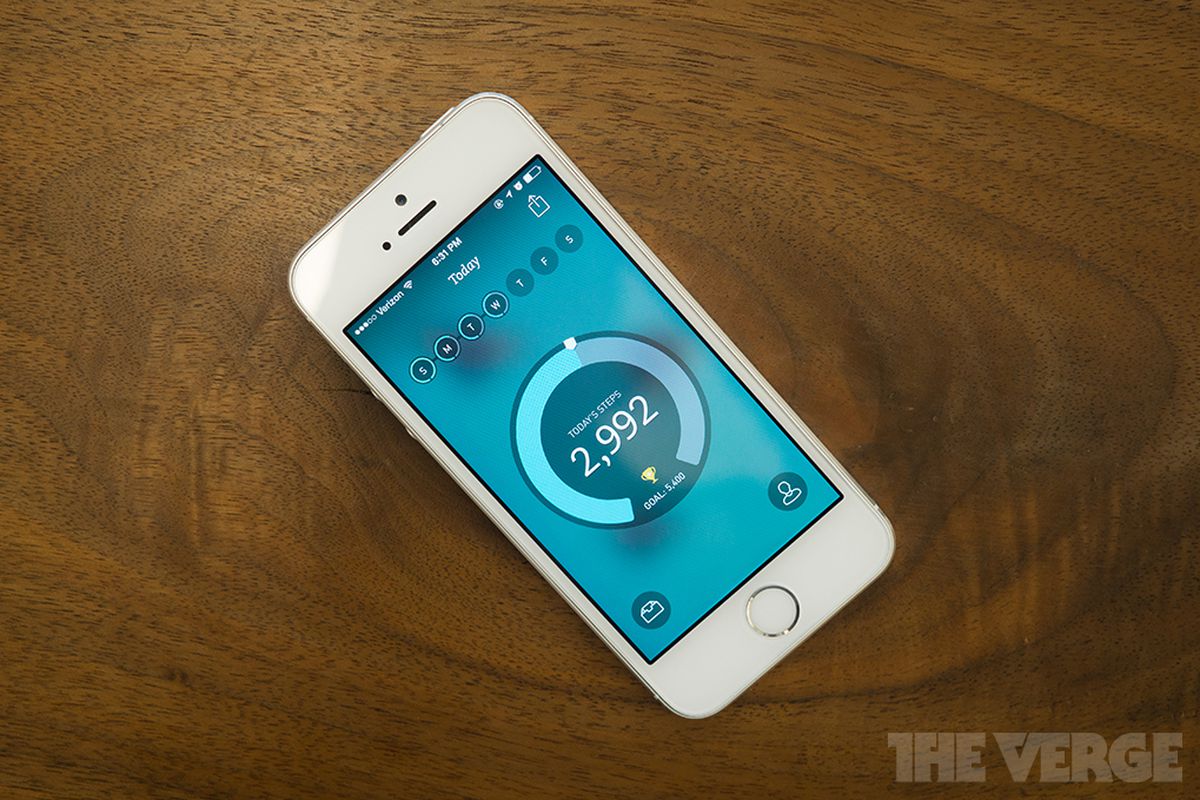 Verizon 6:31 PM
Today
S M T W T F S
TODAY'S STEPS
2,992
GOAL: 5,400
THE VERGE